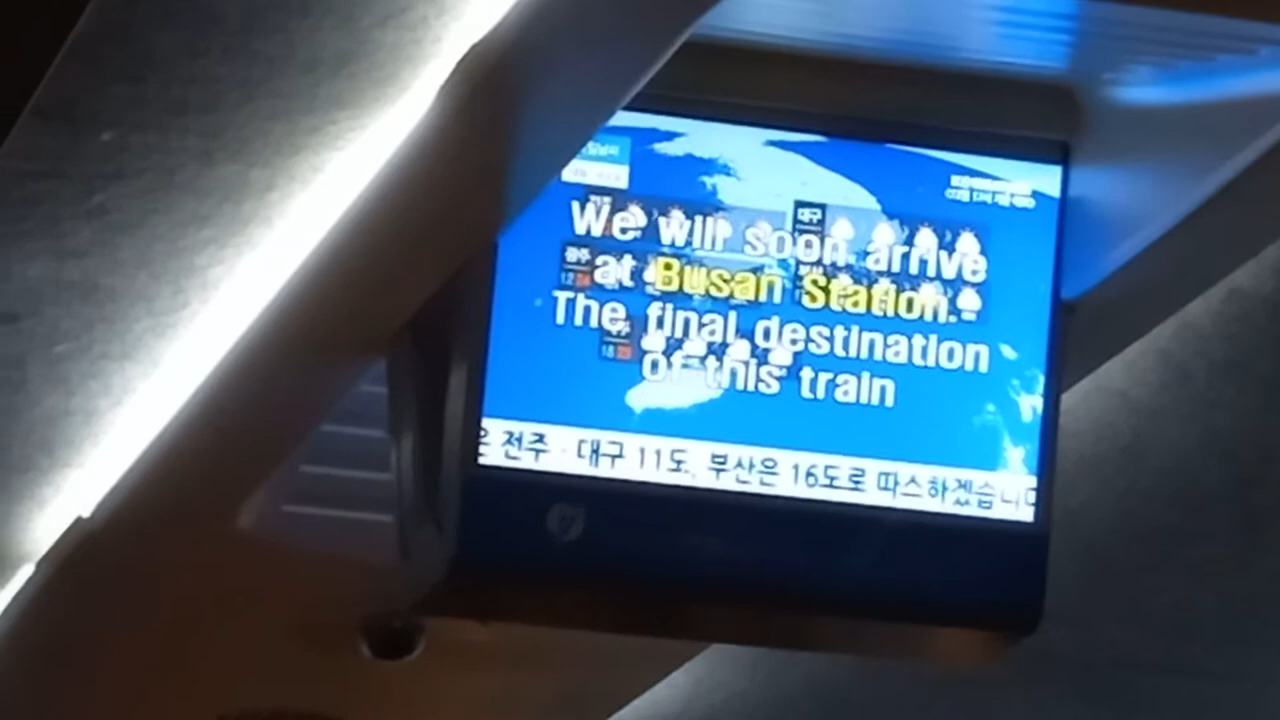 We will soon arrive
대구
광주
at Busan Station.
The final destination
of this train
전주 · 대구 11도, 부산은 16도로 따스하겠습니다